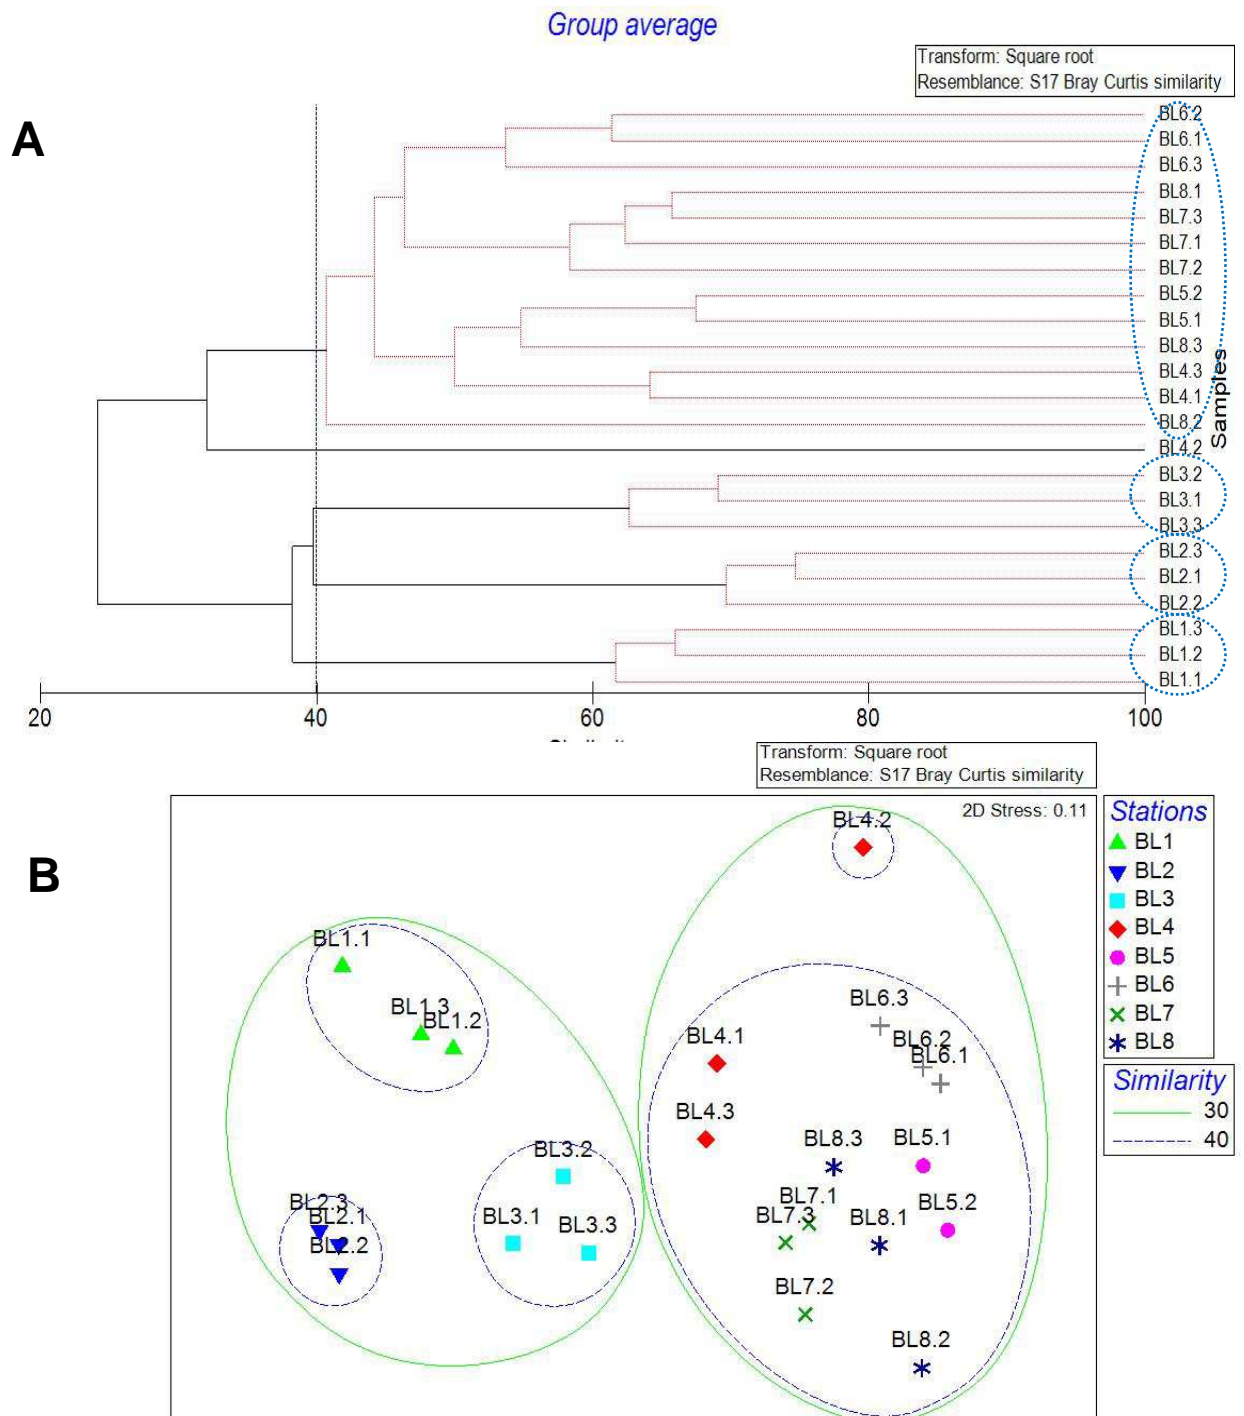 Group average
Transform: Square root
Resemblance: S17 Bray Curtis similarity
A
BL6.2
BL6.1
BL6.3
BL8.1
BL7.3
BL7.1
BL7.2
BL5.2
BL5.1
BL8.3
BL4.3
BL4.1
BL8.2
BL4.2
BL3.2
BL3.1
BL3.3
BL2.3
BL2.1
BL2.2
BL1.3
BL1.2
BL1.1
Samples
20 40 60 80 100
Transform: Square root
Resemblance: S17 Bray Curtis similarity
B
2D Stress: 0.11
BL4.2
BL1.1
BL1.3
BL1.2
BL6.3
BL6.2
BL6.1
BL4.1
BL4.3
BL8.3
BL5.1
BL3.2
BL2.3
BL2.1
BL2.2
BL3.1
BL3.3
BL7.1
BL7.3
BL8.1
BL5.2
BL7.2
BL8.2
Stations
BL1
BL2
BL3
BL4
BL5
BL6
BL7
BL8
Similarity
30
40